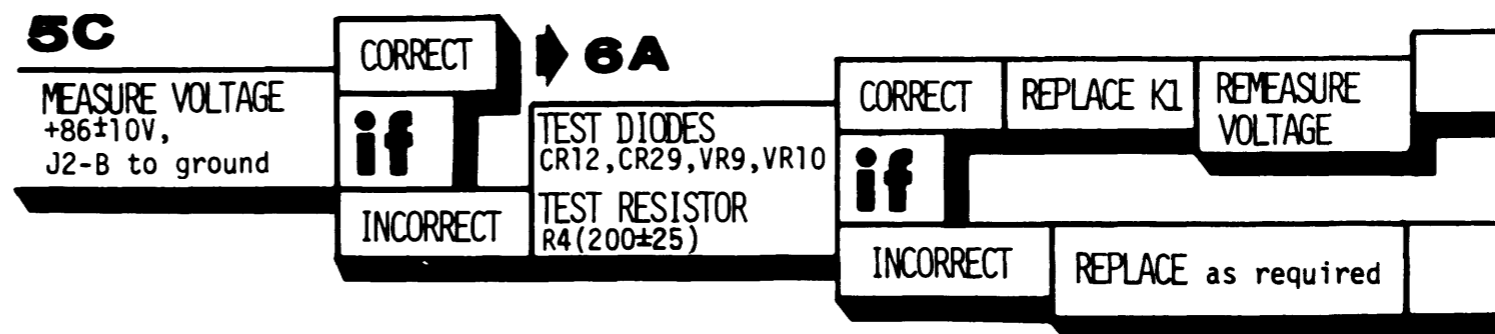 5C
MEASURE VOLTAGE
+86±10V,
J2-B to ground
CORRECT
if
INCORRECT
6A
TEST DIODES
CR12,CR29,VR9,VR10
TEST RESISTOR
R4(200±25)
CORRECT
if
INCORRECT
REPLACE K1
REMEASURE
VOLTAGE
REPLACE as required